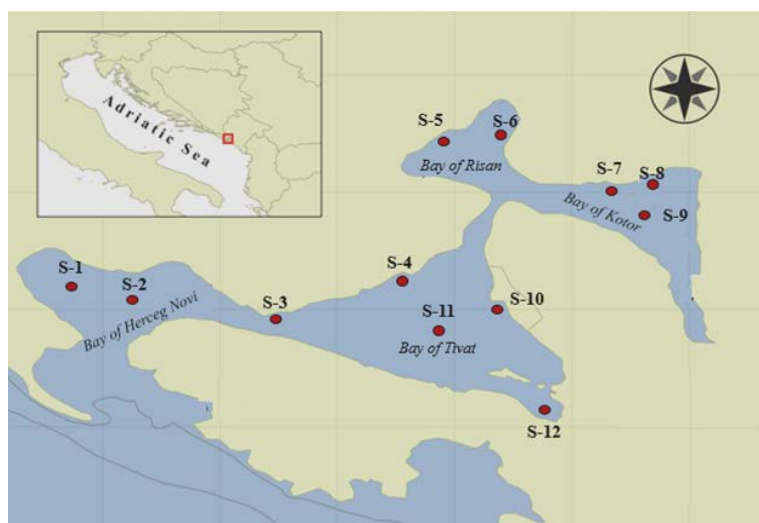 Adriatic Sea
S-5
S-6
Bay of Risan
S-7
S-8
Bay of Kotor
S-9
S-1
S-2
S-4
S-3
S-10
S-11
Bay of Herceg Novi
Bay of Tivat
S-12